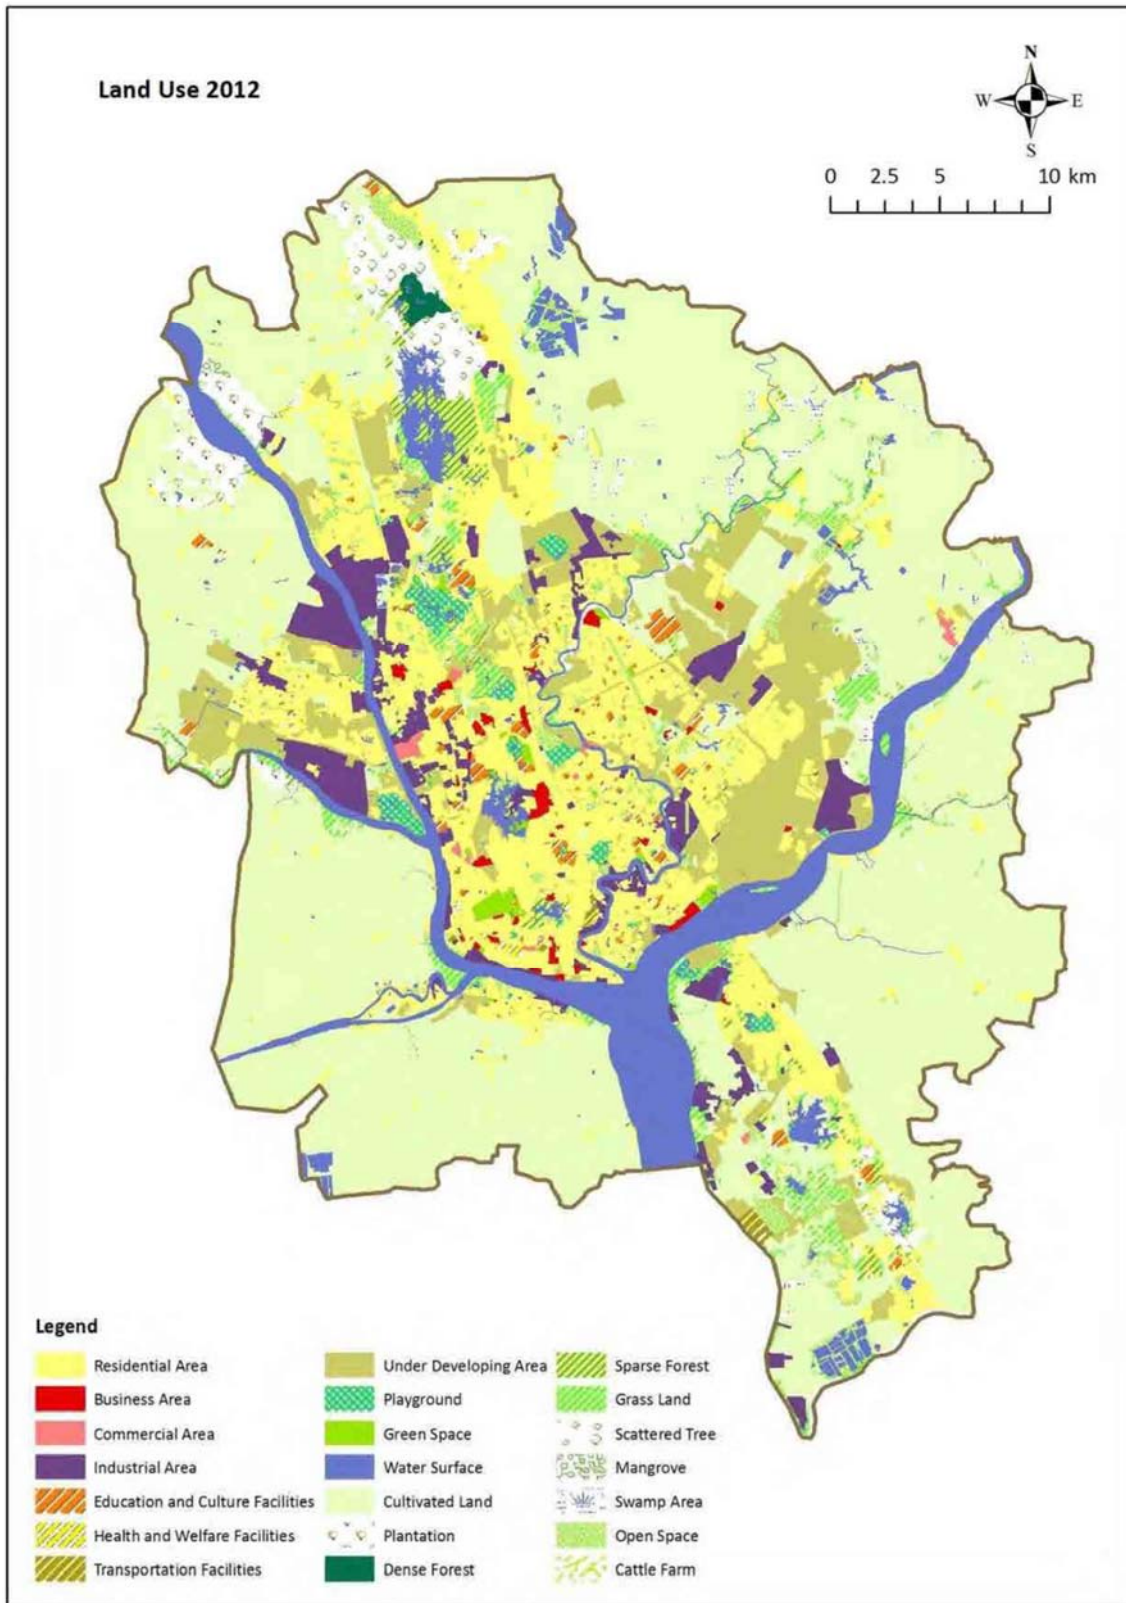 Land Use 2012
N
W E
S
0 2.5 5 10 km
Legend
Residential Area
Business Area
Commercial Area
Industrial Area
Education and Culture Facilities
Health and Welfare Facilities
Transportation Facilities
Under Developing Area
Playground
Green Space
Water Surface
Cultivated Land
Plantation
Dense Forest
Sparse Forest
Grass Land
Scattered Tree
Mangrove
Swamp Area
Open Space
Cattle Farm